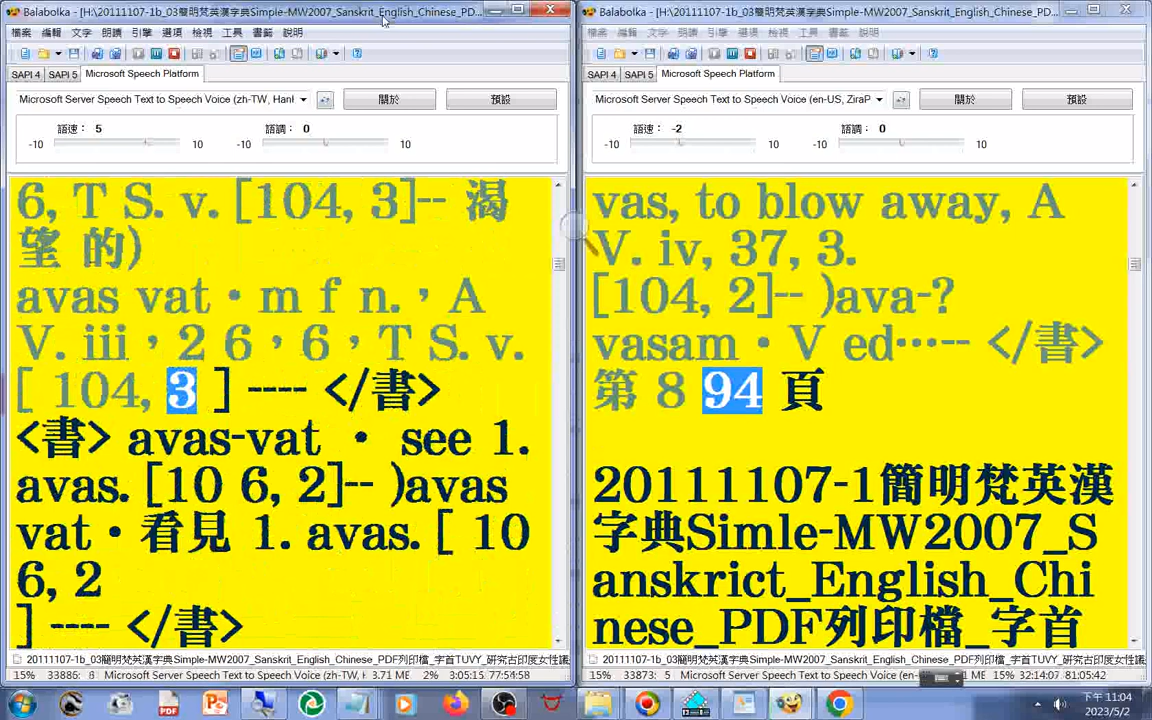 Balabolka - [H:\20111107-1b_03簡明梵英漢字典Simple-MW2007_Sanskrit_English_Chinese_PD...
檔案 編輯 文字 朗讀 引擎 選項 檢視 工具 書籤 說明
SAPI 4 SAPI 5 Microsoft Speech Platform
Microsoft Server Speech Text to Speech Voice (zh-TW, Hanl 關於 預設
語速： 5 語調： 0
-10 10 -10 10
6, T S. v. [104, 3]-- 渴
望 的)
avas vat・m f n.，A
V. iii，2 6，6，T S. v.
[ 104, 3 ] ---- </書>
<書> avas-vat ・ see 1.
avas. [10 6, 2]-- )avas
vat・看見 1. avas. [ 10
6, 2
] ---- </書>
20111107-1b_03簡明梵英漢字典Simple-MW2007_Sanskrit_English_Chinese_PDF列印檔_字首TUVY_研究古印度女性議
15% 33886: 8 Microsoft Server Speech Text to Speech Voice (zh-TW, 3.71 ME 2% 3:05:15 77:54:58
Balabolka - [H:\20111107-1b_03簡明梵英漢字典Simple-MW2007_Sanskrit_English_Chinese_PD...
檔案 編輯 文字 朗讀 引擎 選項 檢視 工具 書籤 說明
SAPI 4 SAPI 5 Microsoft Speech Platform
Microsoft Server Speech Text to Speech Voice (en-US, ZiraP 關於 預設
語速： -2 語調： 0
-10 10 -10 10
vas, to blow away, A
V. iv, 37, 3.
[104, 2]-- )ava-?
vasam・V ed…-- </書>
第 8 94 頁
20111107-1簡明梵英漢
字典Simle-MW2007_S
anskrict_English_Chi
nese_PDF列印檔_字首
20111107-1b_03簡明梵英漢字典Simple-MW2007_Sanskrit_English_Chinese_PDF列印檔_字首TUVY_研究古印度女性議
15% 33873: 5 Microsoft Server Speech Text to Speech Voice 15% 32:14:07 81:05:42
下午 11:04
2023/5/2